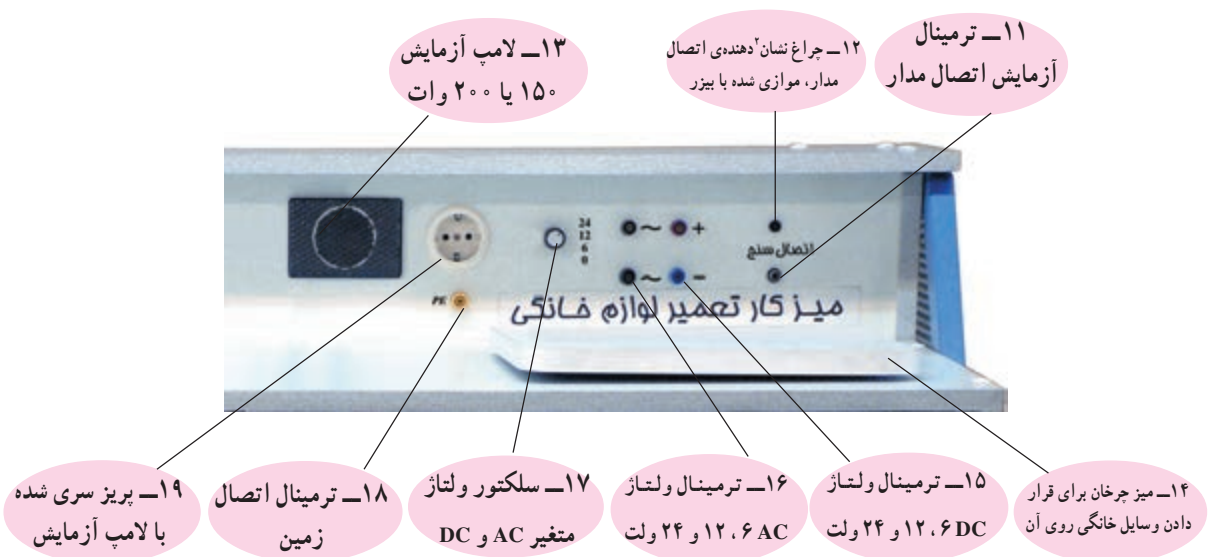 ۱۱ــ ترمینال
آزمایش اتصال مدار
۱۲ــ چراغ نشان۲دهنده‌ی اتصال
مدار، موازی شده با بیزر
۱۳ــ لامپ آزمایش
۱۵۰ یا ۲۰۰ وات
24
12
6
0
~ +
~ −
اتصال سنج
PE
میز کار تعمیر لوازم خانگی
۱۴ــ میز چرخان برای قرار
دادن وسایل خانگی روی آن
۱۵ــ ترمینال ولتاژ
DC ۶، ۱۲ و ۲۴ ولت
۱۶ــ ترمینال ولتاژ
AC ۶، ۱۲ و ۲۴ ولت
۱۷ــ سلکتور ولتاژ
متغیر AC و DC
۱۸ــ ترمینال اتصال
زمین
۱۹ــ پریز سری شده
با لامپ آزمایش